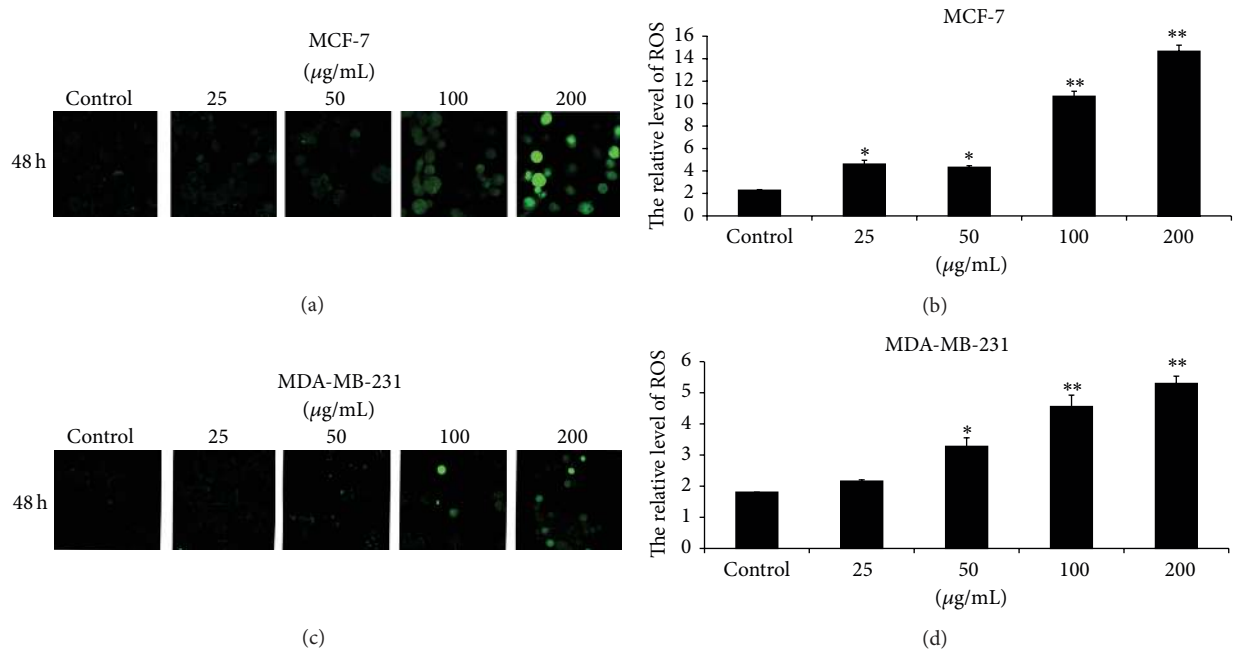 MCF-7
(μg/mL)
Control 25 50 100 200
48 h
(a)
MCF-7
The relative level of ROS
16
14
12
10
8
6
4
2
0
* * ** **
Control 25 50 100 200
(μg/mL)
(b)
MDA-MB-231
(μg/mL)
Control 25 50 100 200
48 h
(c)
MDA-MB-231
The relative level of ROS
6
5
4
3
2
1
0
* ** **
Control 25 50 100 200
(μg/mL)
(d)